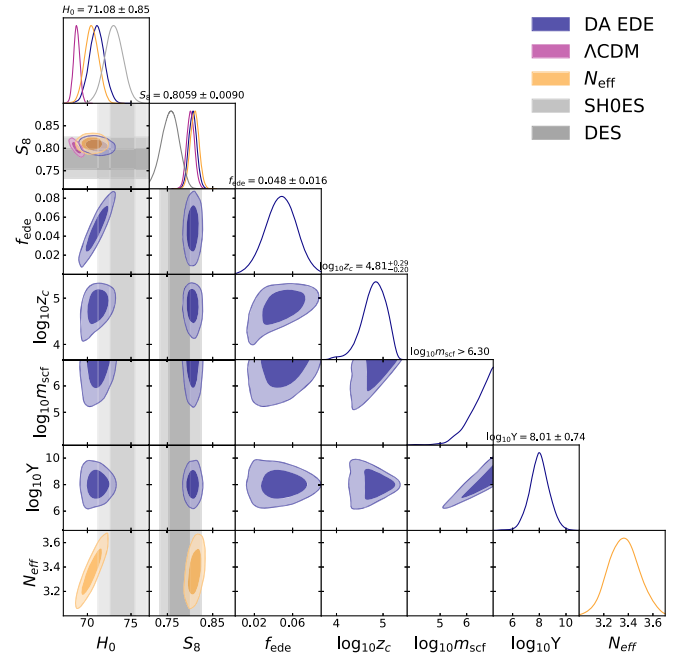 H₀ = 71.08 ± 0.85
DA EDE
ΛCDM
N_eff
SH0ES
DES
S₈ = 0.8059 ± 0.0090
S₈
0.85
0.80
0.75
f_ede = 0.048 ± 0.016
f_ede
0.08
0.06
0.04
0.02
log₁₀z_c = 4.81^{+0.29}_{-0.20}
log₁₀z_c
5
4
log₁₀m_scf > 6.30
log₁₀m_scf
6
5
log₁₀Y = 8.01 ± 0.74
log₁₀Y
10
8
6
N_eff
3.6
3.4
3.2
70 75 0.75 0.83 0.02 0.06 4 5 5 6 6 8 10 3.2 3.4 3.6
H₀ S₈ f_ede log₁₀z_c log₁₀m_scf log₁₀Y N_eff